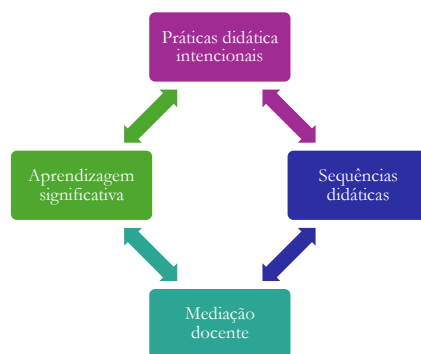 Práticas didática
intencionais
Aprendizagem
significativa
Sequências
didáticas
Mediação
docente